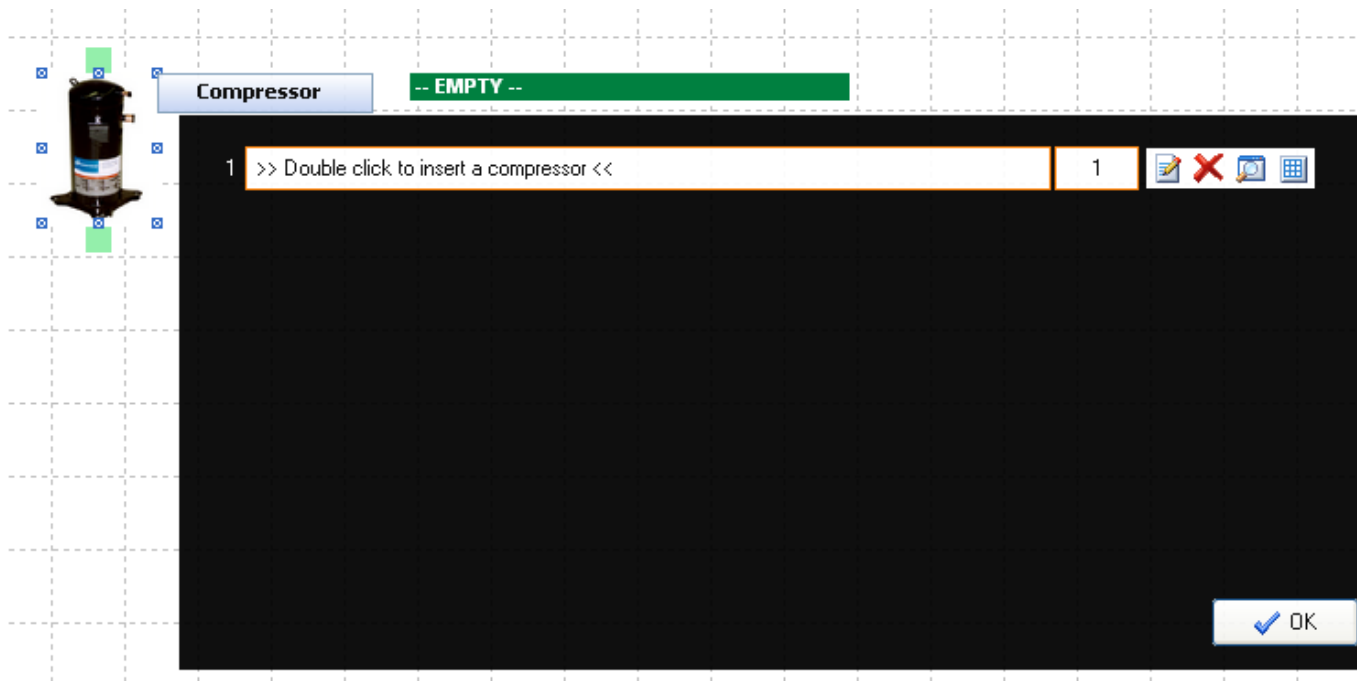 Compressor
-- EMPTY --
1 >> Double click to insert a compressor << 1
OK